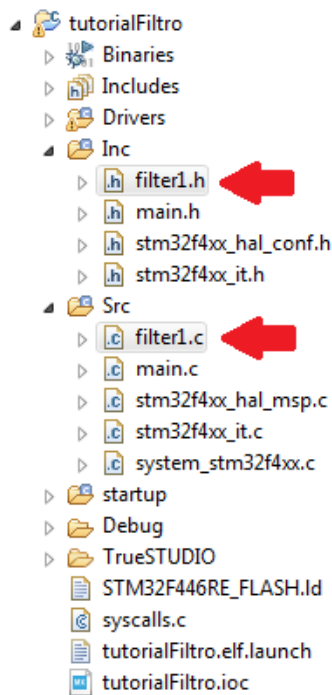 tutorialFiltro
Binaries
Includes
Drivers
Inc
.h filter1.h
.h main.h
.h stm32f4xx_hal_conf.h
.h stm32f4xx_it.h
Src
.c filter1.c
.c main.c
.c stm32f4xx_hal_msp.c
.c stm32f4xx_it.c
.c system_stm32f4xx.c
startup
Debug
TrueSTUDIO
STM32F446RE_FLASH.ld
syscalls.c
tutorialFiltro.elf.launch
MX tutorialFiltro.ioc